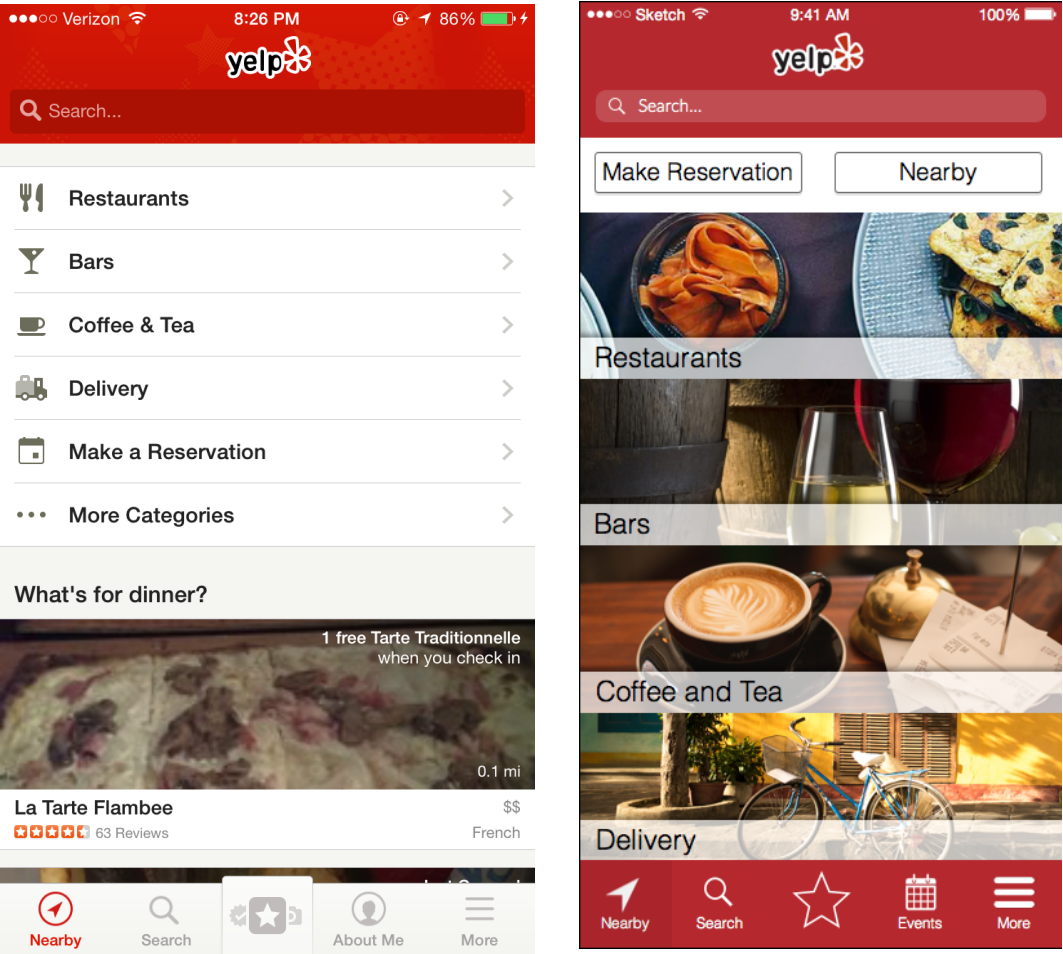 Verizon 8:26 PM 86%
yelp
Search...
Restaurants
Bars
Coffee & Tea
Delivery
Make a Reservation
More Categories
What's for dinner?
1 free Tarte Traditionnelle
when you check in
0.1 mi
La Tarte Flambee $$
63 Reviews French
Nearby Search About Me More
Sketch 9:41 AM 100%
yelp
Search...
Make Reservation Nearby
Restaurants
Bars
Coffee and Tea
Delivery
Nearby Search Events More